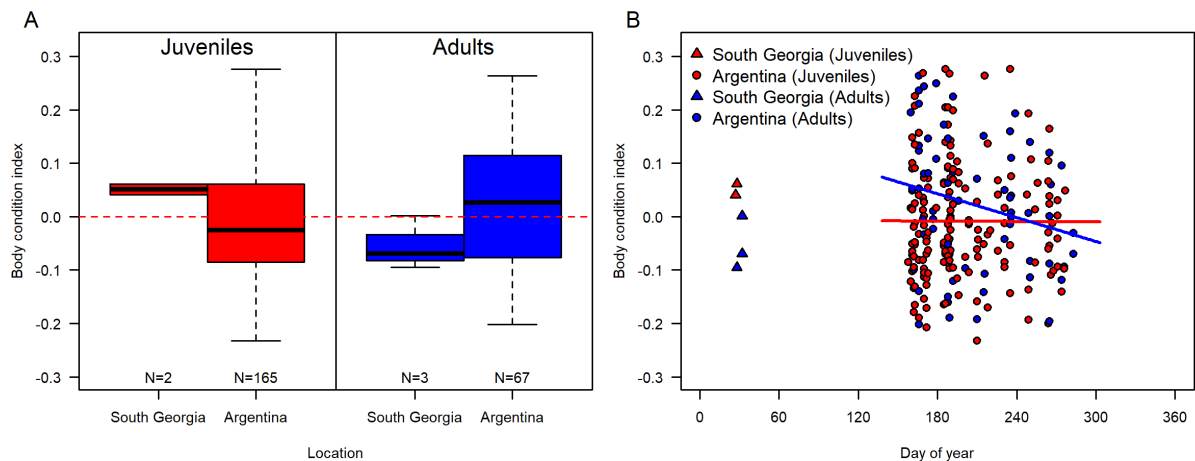 A
Juveniles
Adults
Body condition index
0.3
0.2
0.1
0.0
-0.1
-0.2
-0.3
N=2
N=165
N=3
N=67
South Georgia
Argentina
South Georgia
Argentina
Location
B
South Georgia (Juveniles)
Argentina (Juveniles)
South Georgia (Adults)
Argentina (Adults)
Body condition index
0.3
0.2
0.1
0.0
-0.1
-0.2
-0.3
0
60
120
180
240
300
360
Day of year